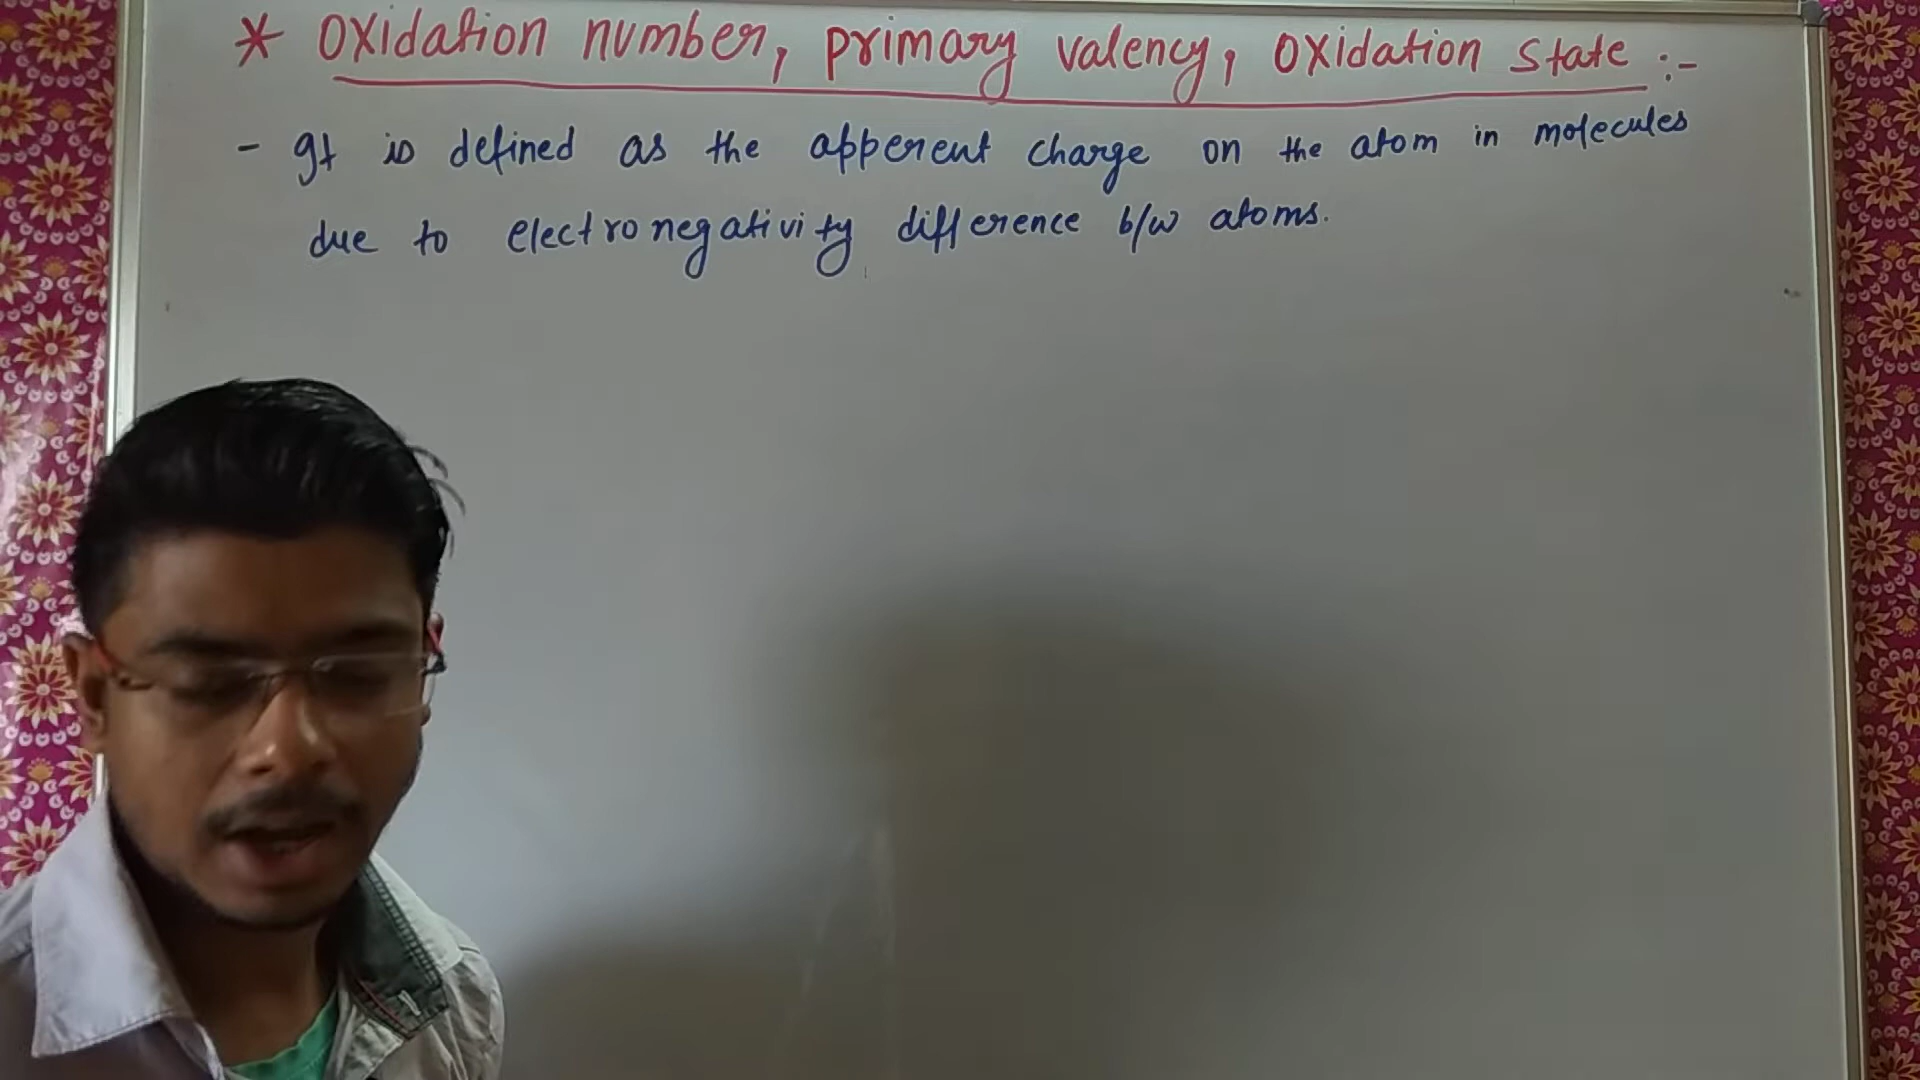 * Oxidation number, primary valency, Oxidation state :-
- It is defined as the apperent charge on the atom in molecules
due to electronegativity difference b/w atoms.